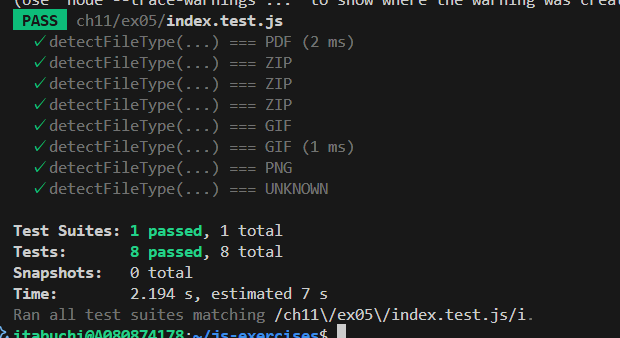 (Use `node --trace-warnings ...` to show where the warning was crea
PASS ch11/ex05/index.test.js
✓ detectFileType(...) === PDF (2 ms)
✓ detectFileType(...) === ZIP
✓ detectFileType(...) === ZIP
✓ detectFileType(...) === ZIP
✓ detectFileType(...) === GIF
✓ detectFileType(...) === GIF (1 ms)
✓ detectFileType(...) === PNG
✓ detectFileType(...) === UNKNOWN
Test Suites: 1 passed, 1 total
Tests: 8 passed, 8 total
Snapshots: 0 total
Time: 2.194 s, estimated 7 s
Ran all test suites matching /ch11\/ex05\/index.test.js/i.
itabuchi@A080874178:~/js-exercises$